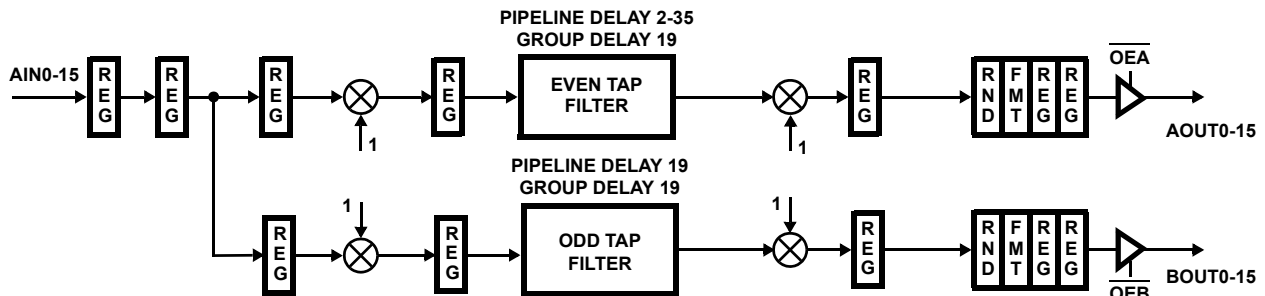 PIPELINE DELAY 2-35
GROUP DELAY 19
AIN0-15
REG
REG
REG
1
REG
EVEN TAP
FILTER
1
REG
RND
FMT
REG
REG
OEA
AOUT0-15
PIPELINE DELAY 19
GROUP DELAY 19
REG
1
REG
ODD TAP
FILTER
1
REG
RND
FMT
REG
REG
OEB
BOUT0-15